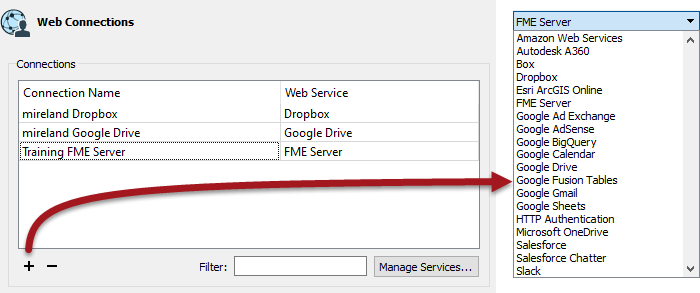 Web Connections
Connections
Connection Name Web Service
mireland Dropbox Dropbox
mireland Google Drive Google Drive
Training FME Server FME Server
Filter: Manage Services...
FME Server
Amazon Web Services
Autodesk A360
Box
Dropbox
Esri ArcGIS Online
FME Server
Google Ad Exchange
Google AdSense
Google BigQuery
Google Calendar
Google Drive
Google Fusion Tables
Google Gmail
Google Sheets
HTTP Authentication
Microsoft OneDrive
Salesforce
Salesforce Chatter
Slack